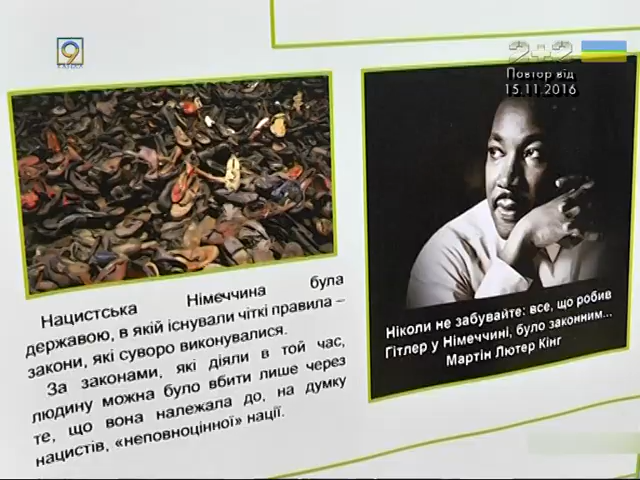 9
КАНАЛ
2+2
Повтор від
15.11.2016
Нацистська Німеччина була
державою, в якій існували чіткі правила –
закони, які суворо виконувалися.
За законами, які діяли в той час,
людину можна було вбити лише через
те, що вона належала до, на думку
нацистів, «неповноцінної» нації.
Ніколи не забувайте: все, що робив
Гітлер у Німеччині, було законним...
Мартін Лютер Кінг